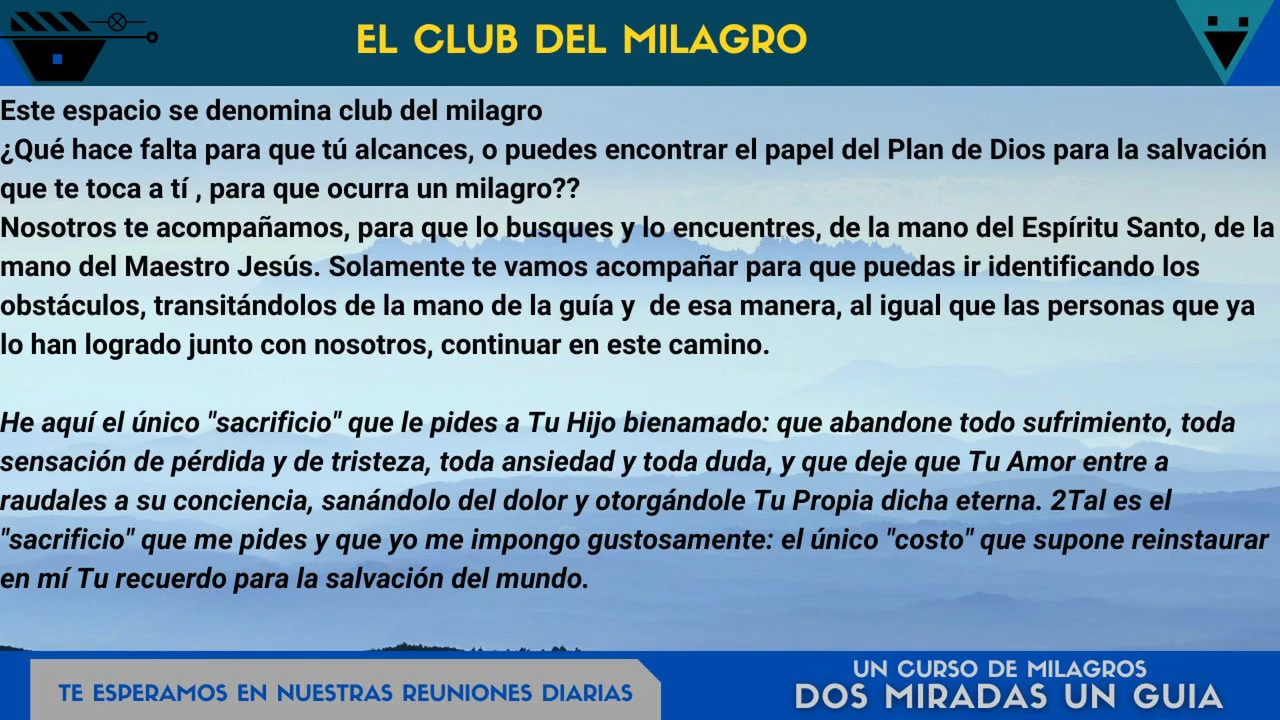 EL CLUB DEL MILAGRO
Este espacio se denomina club del milagro
¿Qué hace falta para que tú alcances, o puedes encontrar el papel del Plan de Dios para la salvación
que te toca a tí , para que ocurra un milagro??
Nosotros te acompañamos, para que lo busques y lo encuentres, de la mano del Espíritu Santo, de la
mano del Maestro Jesús. Solamente te vamos acompañar para que puedas ir identificando los
obstáculos, transitándolos de la mano de la guía y  de esa manera, al igual que las personas que ya
lo han logrado junto con nosotros, continuar en este camino.
He aquí el único "sacrificio" que le pides a Tu Hijo bienamado: que abandone todo sufrimiento, toda
sensación de pérdida y de tristeza, toda ansiedad y toda duda, y que deje que Tu Amor entre a
raudales a su conciencia, sanándolo del dolor y otorgándole Tu Propia dicha eterna. 2Tal es el
"sacrificio" que me pides y que yo me impongo gustosamente: el único "costo" que supone reinstaurar
en mí Tu recuerdo para la salvación del mundo.
TE ESPERAMOS EN NUESTRAS REUNIONES DIARIAS
UN CURSO DE MILAGROS
DOS MIRADAS UN GUIA